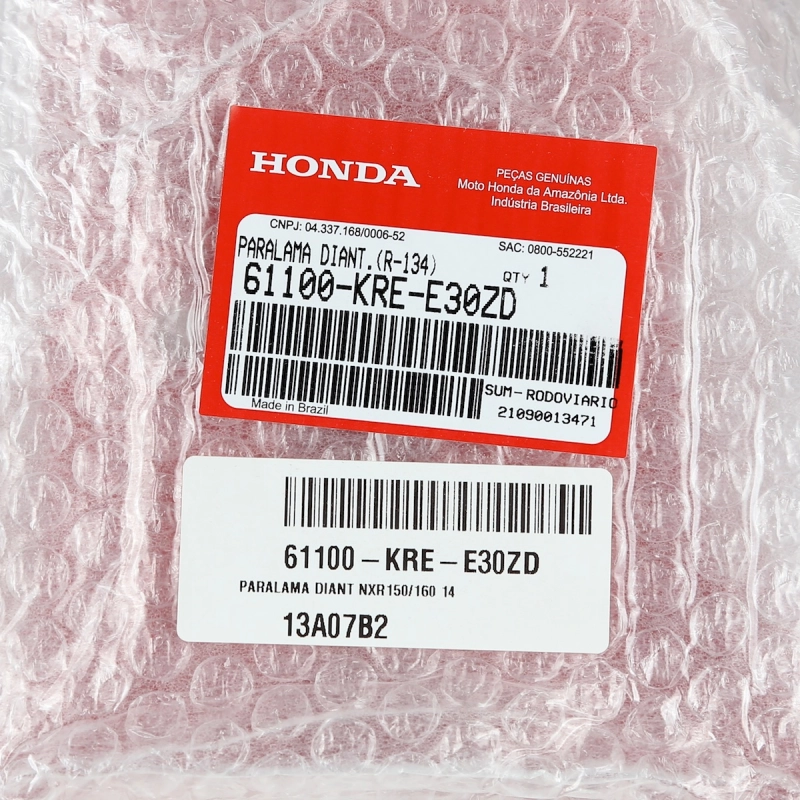 HONDA
PEÇAS GENUÍNAS
Moto Honda da Amazônia Ltda.
Indústria Brasileira
CNPJ: 04.337.168/0006-52
SAC: 0800-552221
PARALAMA DIANT.(R-134)
QTY 1
61100-KRE-E30ZD
SUM-RODOVIARIO
21090013471
Made in Brazil
61100-KRE-E30ZD
PARALAMA DIANT NXR150/160 14
13A07B2